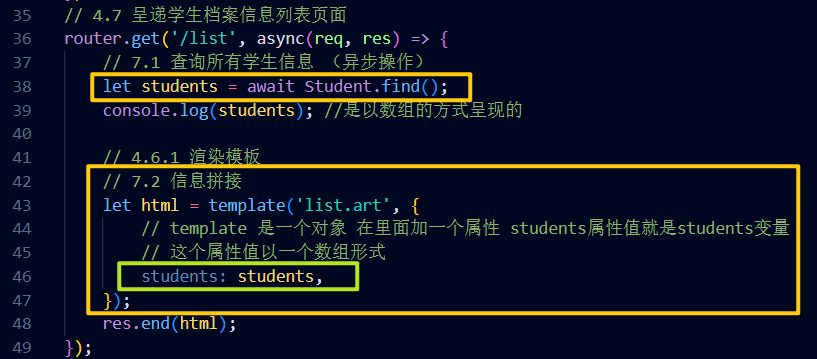 35 // 4.7 呈递学生档案信息列表页面
36 router.get('/list', async(req, res) => {
37 // 7.1 查询所有学生信息 （异步操作）
38 let students = await Student.find();
39 console.log(students); //是以数组的方式呈现的
40
41 // 4.6.1 渲染模板
42 // 7.2 信息拼接
43 let html = template('list.art', {
44 // template 是一个对象 在里面加一个属性 students属性值就是students变量
45 // 这个属性值以一个数组形式
46 students: students,
47 });
48 res.end(html);
49 });